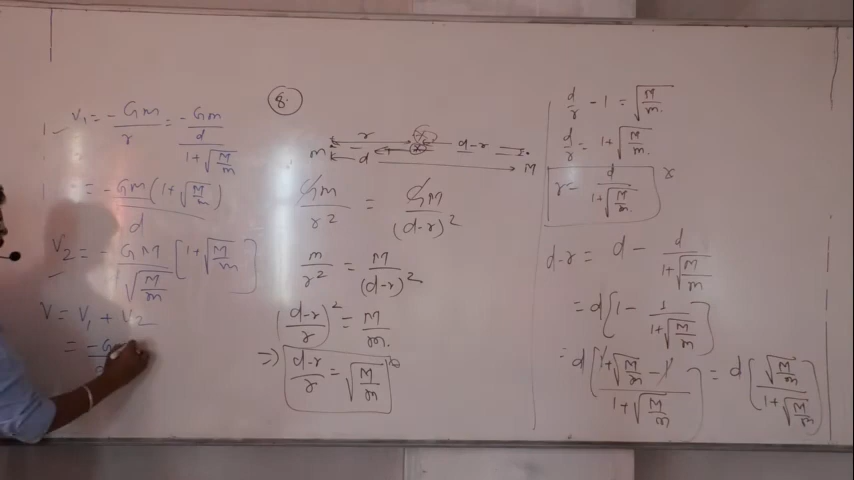 V₁ = - Gm/r = - Gm/(d/(1+√(M/m)))
= - Gm(1+√(M/m))/d
V₂ = - GM/√(M/m) [1+√(M/m)]
V = V₁ + V₂
= -G
8.
r
d-r
m
d
M
Gm/r² = GM/(d-r)²
m/r² = M/(d-r)²
(d-r/r)² = M/m.
⇒ d-r/r = √(M/m)
d/r - 1 = √(M/m.)
d/r = 1+√(M/m.)
r = d/(1+√(M/m.))
d-r = d - d/(1+√(M/m))
= d[1 - 1/(1+√(M/m))]
= d[(1+√(M/m) - 1)/(1+√(M/m))] = d[√(M/m)/(1+√(M/m))]